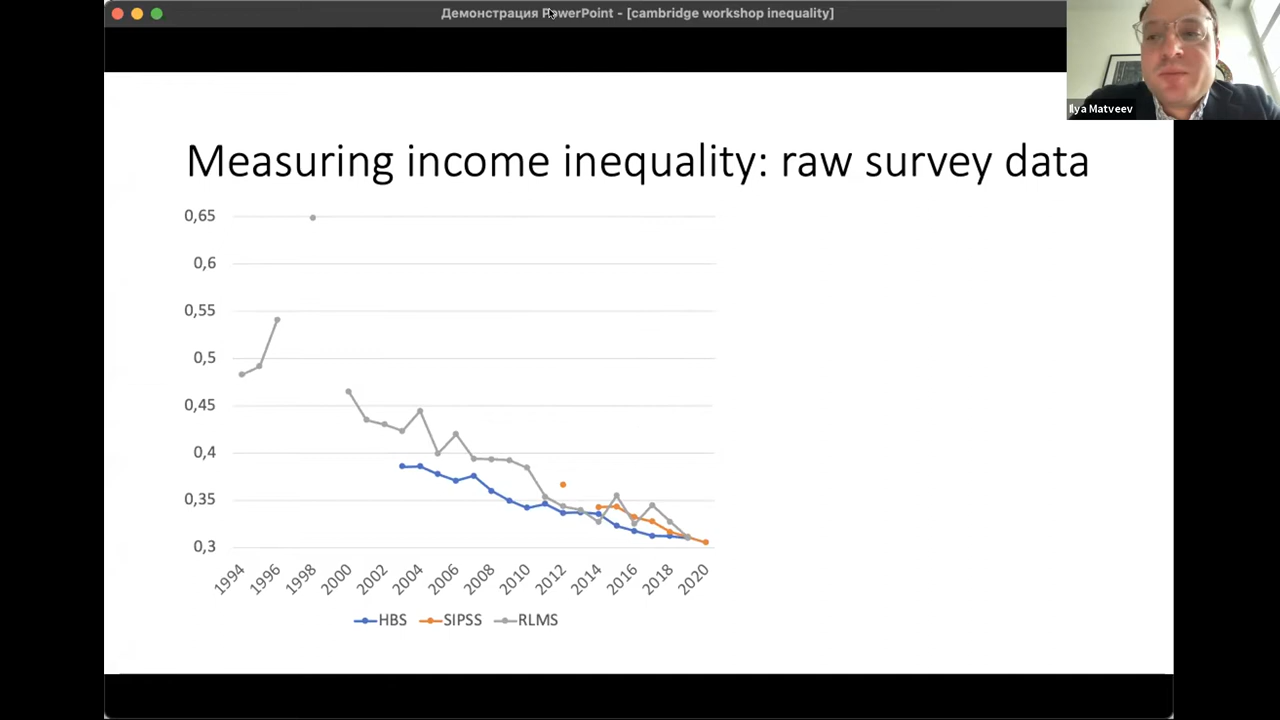 Демонстрация PowerPoint - [cambridge workshop inequality]
Ilya Matveev
Measuring income inequality: raw survey data
0,65
0,6
0,55
0,5
0,45
0,4
0,35
0,3
1994 1996 1998 2000 2002 2004 2006 2008 2010 2012 2014 2016 2018 2020
HBS SIPSS RLMS